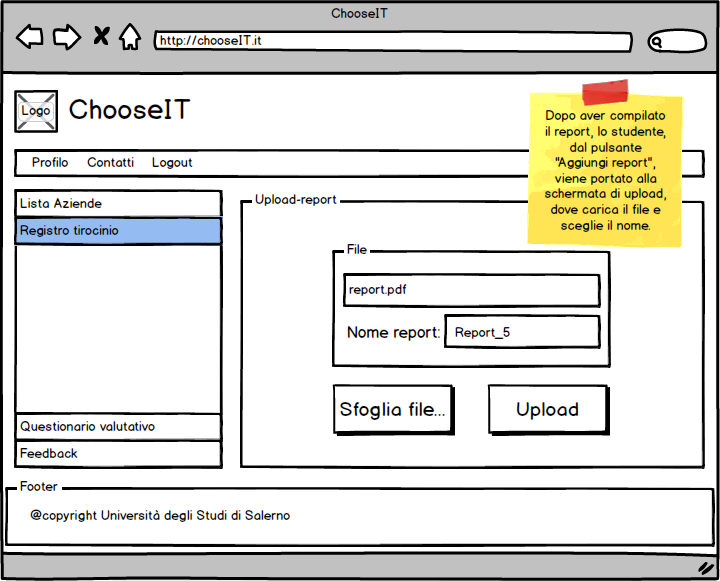 ChooseIT
http://chooseIT.it
Logo
ChooseIT
Profilo Contatti Logout
Dopo aver compilato
il report, lo studente,
dal pulsante
"Aggiungi report",
viene portato alla
schermata di upload,
dove carica il file e
sceglie il nome.
Lista Aziende
Registro tirocinio
Questionario valutativo
Feedback
Upload-report
File
report.pdf
Nome report: Report_5
Sfoglia file... Upload
Footer
@copyright Università degli Studi di Salerno